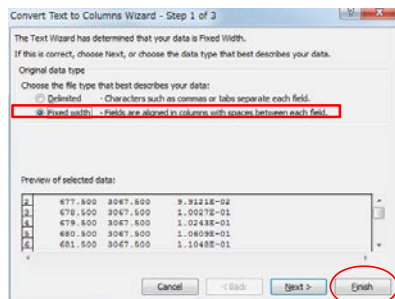 Convert Text to Columns Wizard - Step 1 of 3
The Text Wizard has determined that your data is Fixed Width.
If this is correct, choose Next, or choose the data type that best describes your data.
Original data type
Choose the file type that best describes your data:
Delimited - Characters such as commas or tabs separate each field.
Fixed width - Fields are aligned in columns with spaces between each field.
Preview of selected data:
2 677.500 3067.500 9.9121E-02
3 678.500 3067.500 1.0027E-01
4 679.500 3067.500 1.0243E-01
5 680.500 3067.500 1.0609E-01
6 681.500 3067.500 1.1048E-01
Cancel < Back Next > Finish